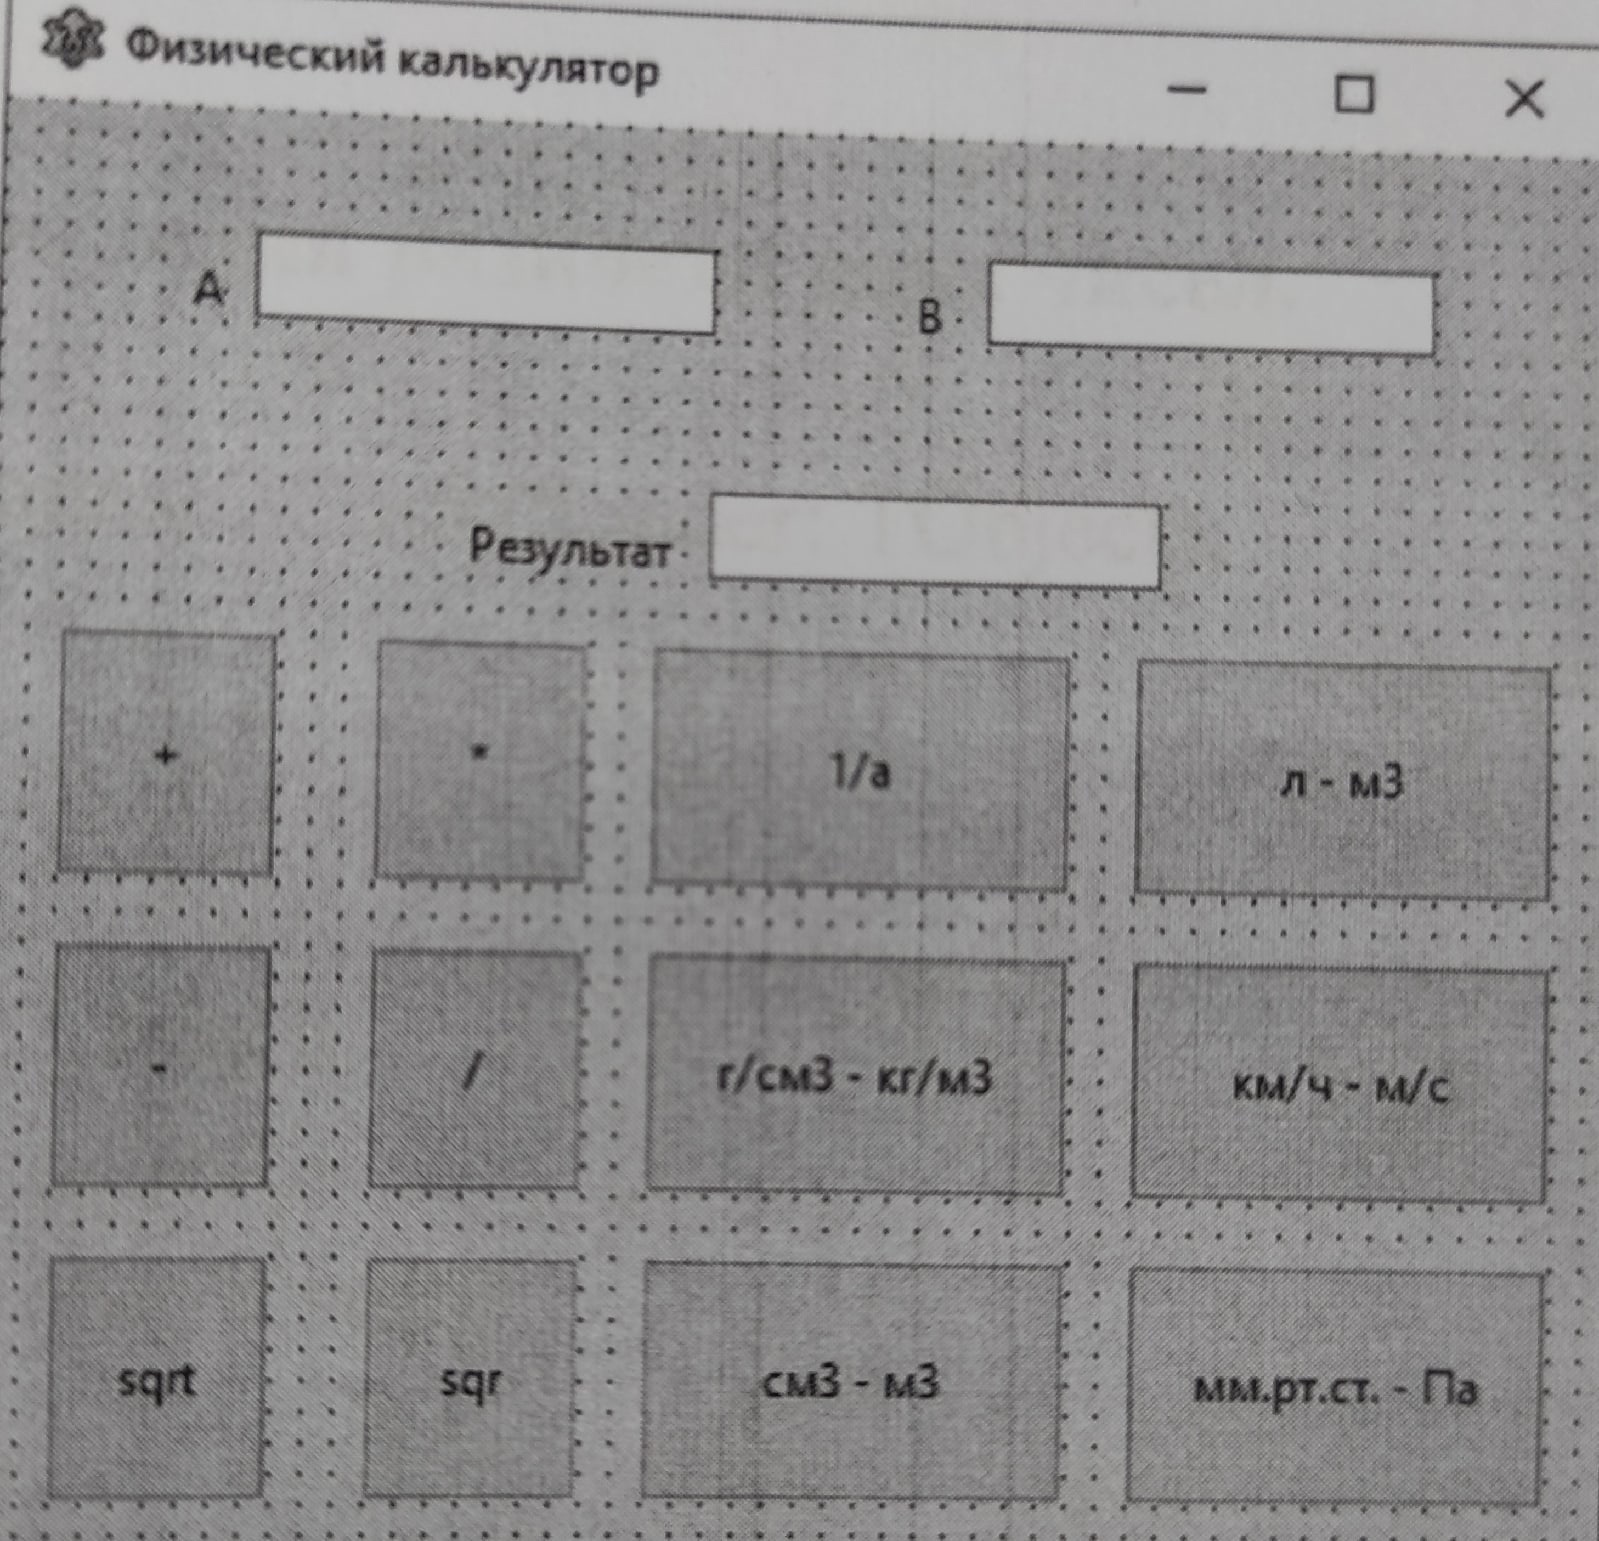 Физический калькулятор
A
B
Результат
+ * 1/a л - м3
- / г/см3 - кг/м3 км/ч - м/с
sqrt sqr см3 - м3 мм.рт.ст. - Па